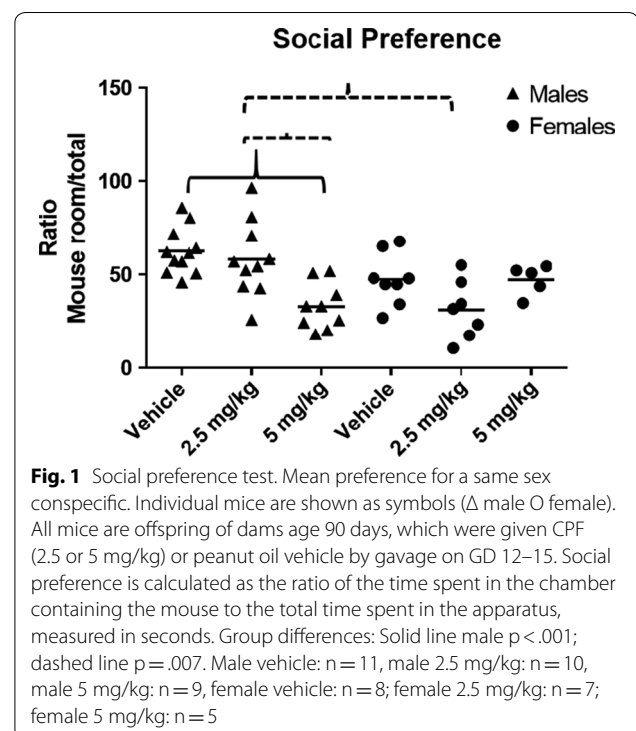 Social Preference
150
100
50
0
Ratio
Mouse room/total
Males
Females
Vehicle
2.5 mg/kg
5 mg/kg
Vehicle
2.5 mg/kg
5 mg/kg
Fig. 1 Social preference test. Mean preference for a same sex
conspecific. Individual mice are shown as symbols (Δ male O female).
All mice are offspring of dams age 90 days, which were given CPF
(2.5 or 5 mg/kg) or peanut oil vehicle by gavage on GD 12–15. Social
preference is calculated as the ratio of the time spent in the chamber
containing the mouse to the total time spent in the apparatus,
measured in seconds. Group differences: Solid line male p < .001;
dashed line p = .007. Male vehicle: n = 11, male 2.5 mg/kg: n = 10,
male 5 mg/kg: n = 9, female vehicle: n = 8; female 2.5 mg/kg: n = 7;
female 5 mg/kg: n = 5